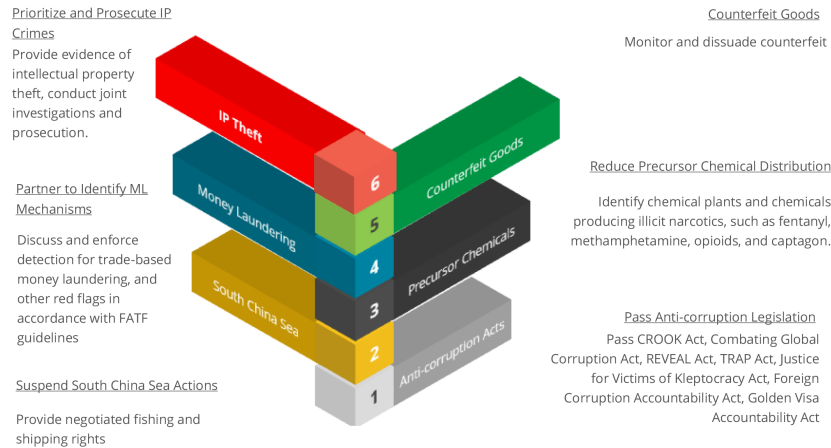 Prioritize and Prosecute IP
Crimes
Provide evidence of
intellectual property
theft, conduct joint
investigations and
prosecution.
Partner to Identify ML
Mechanisms
Discuss and enforce
detection for trade-based
money laundering, and
other red flags in
accordance with FATF
guidelines
Suspend South China Sea Actions
Provide negotiated fishing and
shipping rights
IP Theft
6
Counterfeit Goods
5
Money Laundering
4
Precursor Chemicals
3
South China Sea
2
Anti-corruption Acts
1
Counterfeit Goods
Monitor and dissuade counterfeit
Reduce Precursor Chemical Distribution
Identify chemical plants and chemicals
producing illicit narcotics, such as fentanyl,
methamphetamine, opioids, and captagon.
Pass Anti-corruption Legislation
Pass CROOK Act, Combating Global
Corruption Act, REVEAL Act, TRAP Act, Justice
for Victims of Kleptocracy Act, Foreign
Corruption Accountability Act, Golden Visa
Accountability Act